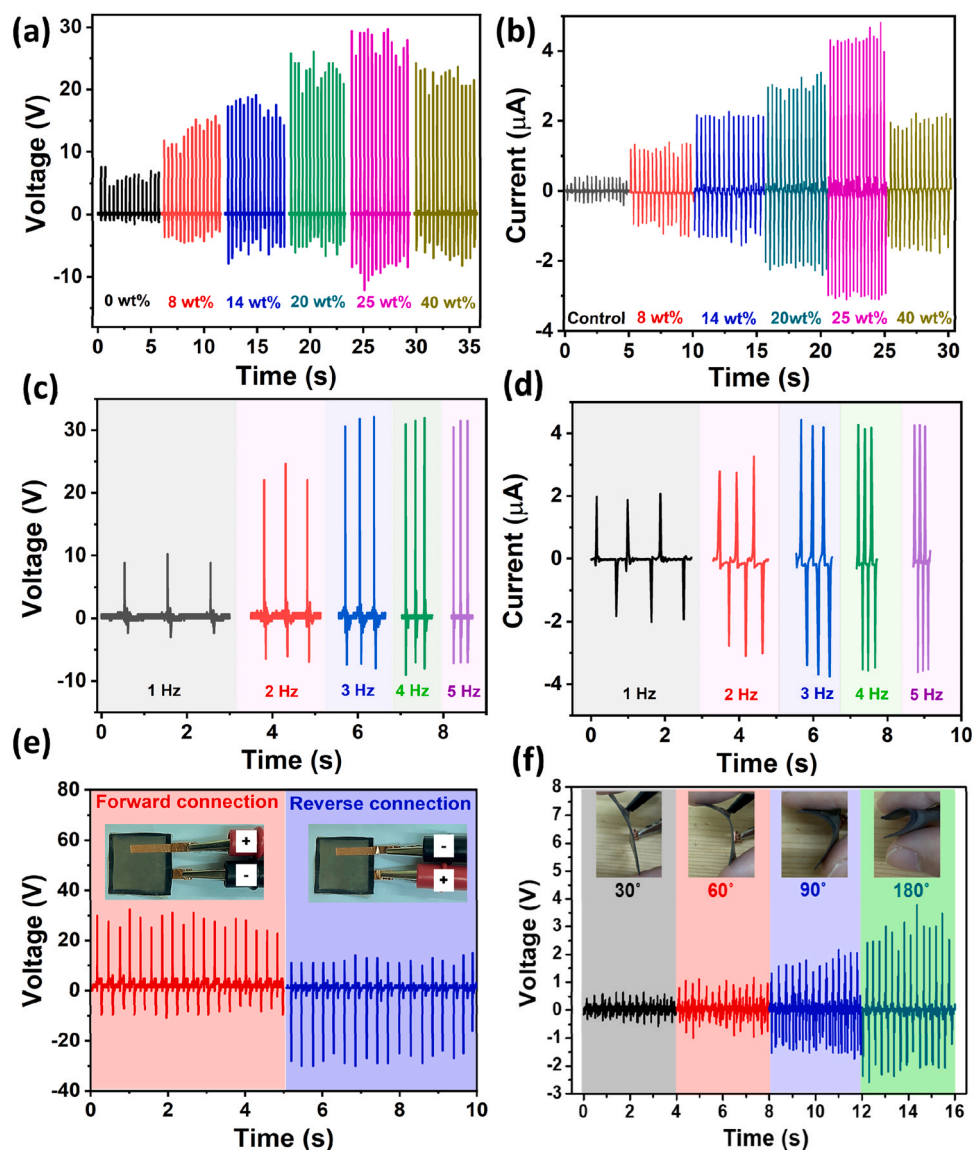 (a)
30
20
10
0
-10
Voltage (V)
0 wt% 8 wt% 14 wt% 20 wt% 25 wt% 40 wt%
0 5 10 15 20 25 30 35
Time (s)
(b)
4
2
0
-2
-4
Current (μA)
Control 8 wt% 14 wt% 20wt% 25 wt% 40 wt%
0 5 10 15 20 25 30
Time (s)
(c)
30
20
10
0
-10
Voltage (V)
1 Hz 2 Hz 3 Hz 4 Hz 5 Hz
0 2 4 6 8
Time (s)
(d)
4
2
0
-2
-4
Current (μA)
1 Hz 2 Hz 3 Hz 4 Hz 5 Hz
0 2 4 6 8 10
Time (s)
(e)
80
60
40
20
0
-20
-40
Voltage (V)
Forward connection Reverse connection
+ -
- +
0 2 4 6 8 10
Time (s)
(f)
8
7
6
5
4
3
2
1
0
-1
-2
-3
Voltage (V)
30° 60° 90° 180°
0 2 4 6 8 10 12 14 16
Time (s)